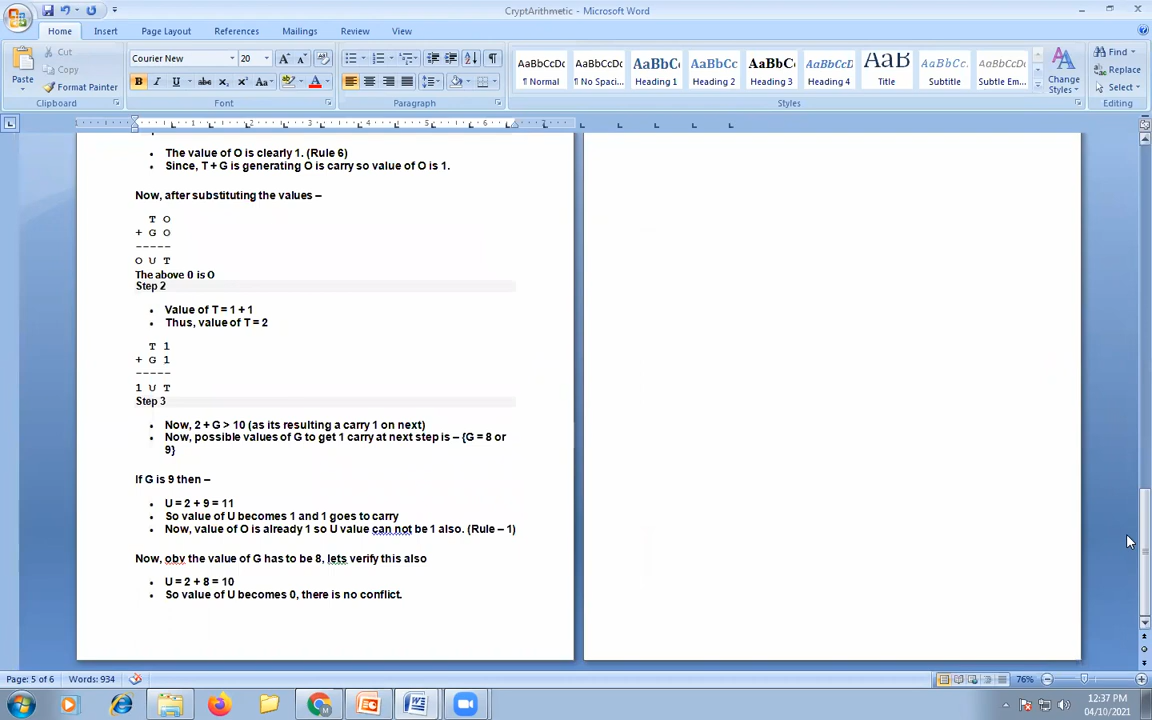 CryptArithmetic - Microsoft Word
Home Insert Page Layout References Mailings Review View
Paste
Cut
Copy
Format Painter
Clipboard
Courier New 20
B I U
Font
Paragraph
AaBbCcDc AaBbCcDc AaBbC AaBbCc AaBbC AaBbCcD AaBb AaBbCc. AaBbCcDc
¶ Normal ¶ No Spaci... Heading 1 Heading 2 Heading 3 Heading 4 Title Subtitle Subtle Em...
Styles
Change
Styles
Find
Replace
Select
Editing
• The value of O is clearly 1. (Rule 6)
• Since, T + G is generating O is carry so value of O is 1.
Now, after substituting the values –
T O
+ G O
-----
O U T
The above 0 is O
Step 2
• Value of T = 1 + 1
• Thus, value of T = 2
T 1
+ G 1
-----
1 U T
Step 3
• Now, 2 + G > 10 (as its resulting a carry 1 on next)
• Now, possible values of G to get 1 carry at next step is – {G = 8 or
9}
If G is 9 then –
• U = 2 + 9 = 11
• So value of U becomes 1 and 1 goes to carry
• Now, value of O is already 1 so U value can not be 1 also. (Rule – 1)
Now, obv the value of G has to be 8, lets verify this also
• U = 2 + 8 = 10
• So value of U becomes 0, there is no conflict.
Page: 5 of 6 Words: 934
76%
12:37 PM
04/10/2021